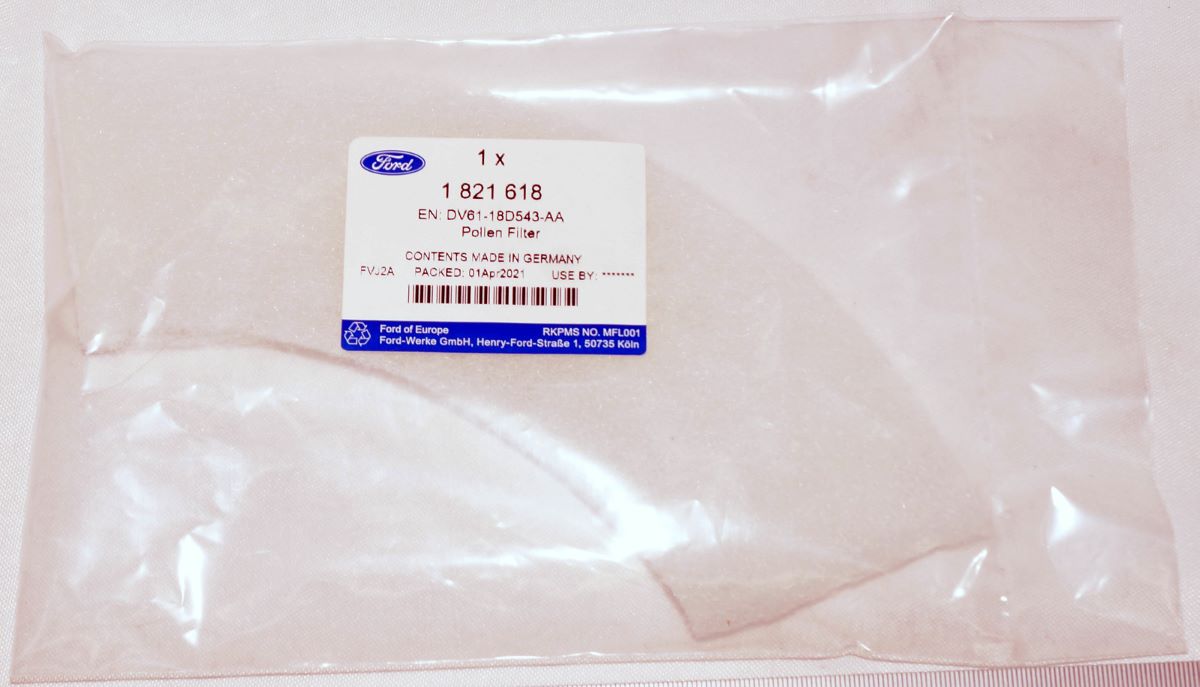 Ford
1 x
1 821 618
EN: DV61-18D543-AA
Pollen Filter
CONTENTS MADE IN GERMANY
FVJ2A PACKED: 01Apr2021 USE BY: *******
Ford of Europe RKPMS NO. MFL001
Ford-Werke GmbH, Henry-Ford-Straße 1, 50735 Köln